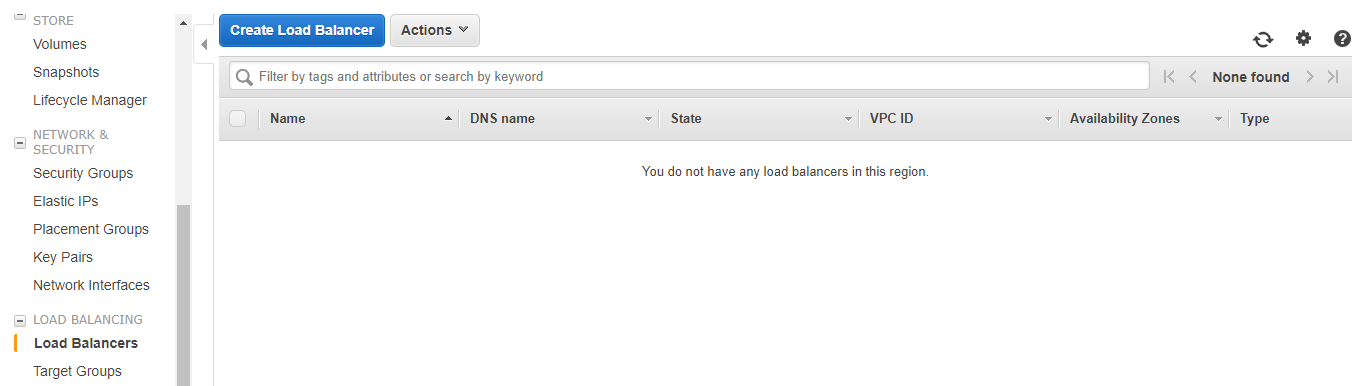 STORE
Volumes
Snapshots
Lifecycle Manager
NETWORK &
SECURITY
Security Groups
Elastic IPs
Placement Groups
Key Pairs
Network Interfaces
LOAD BALANCING
Load Balancers
Target Groups
Create Load Balancer Actions
Filter by tags and attributes or search by keyword None found
Name DNS name State VPC ID Availability Zones Type
You do not have any load balancers in this region.